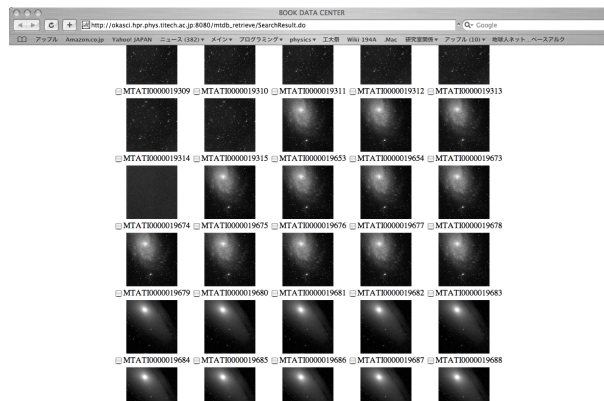 BOOK DATA CENTER
http://okasci.hpr.phys.titech.ac.jp:8080/mtdb_retrieve/SearchResult.do
Google
アップル Amazon.co.jp Yahoo! JAPAN ニュース (382) メイン プログラミング physics 工大祭 Wiki 194A .Mac 研究室関係 アップル (10) 地球人ネット...ベースアルク
MTATI0000019309 MTATI0000019310 MTATI0000019311 MTATI0000019312 MTATI0000019313
MTATI0000019314 MTATI0000019315 MTATI0000019653 MTATI0000019654 MTATI0000019673
MTATI0000019674 MTATI0000019675 MTATI0000019676 MTATI0000019677 MTATI0000019678
MTATI0000019679 MTATI0000019680 MTATI0000019681 MTATI0000019682 MTATI0000019683
MTATI0000019684 MTATI0000019685 MTATI0000019686 MTATI0000019687 MTATI0000019688